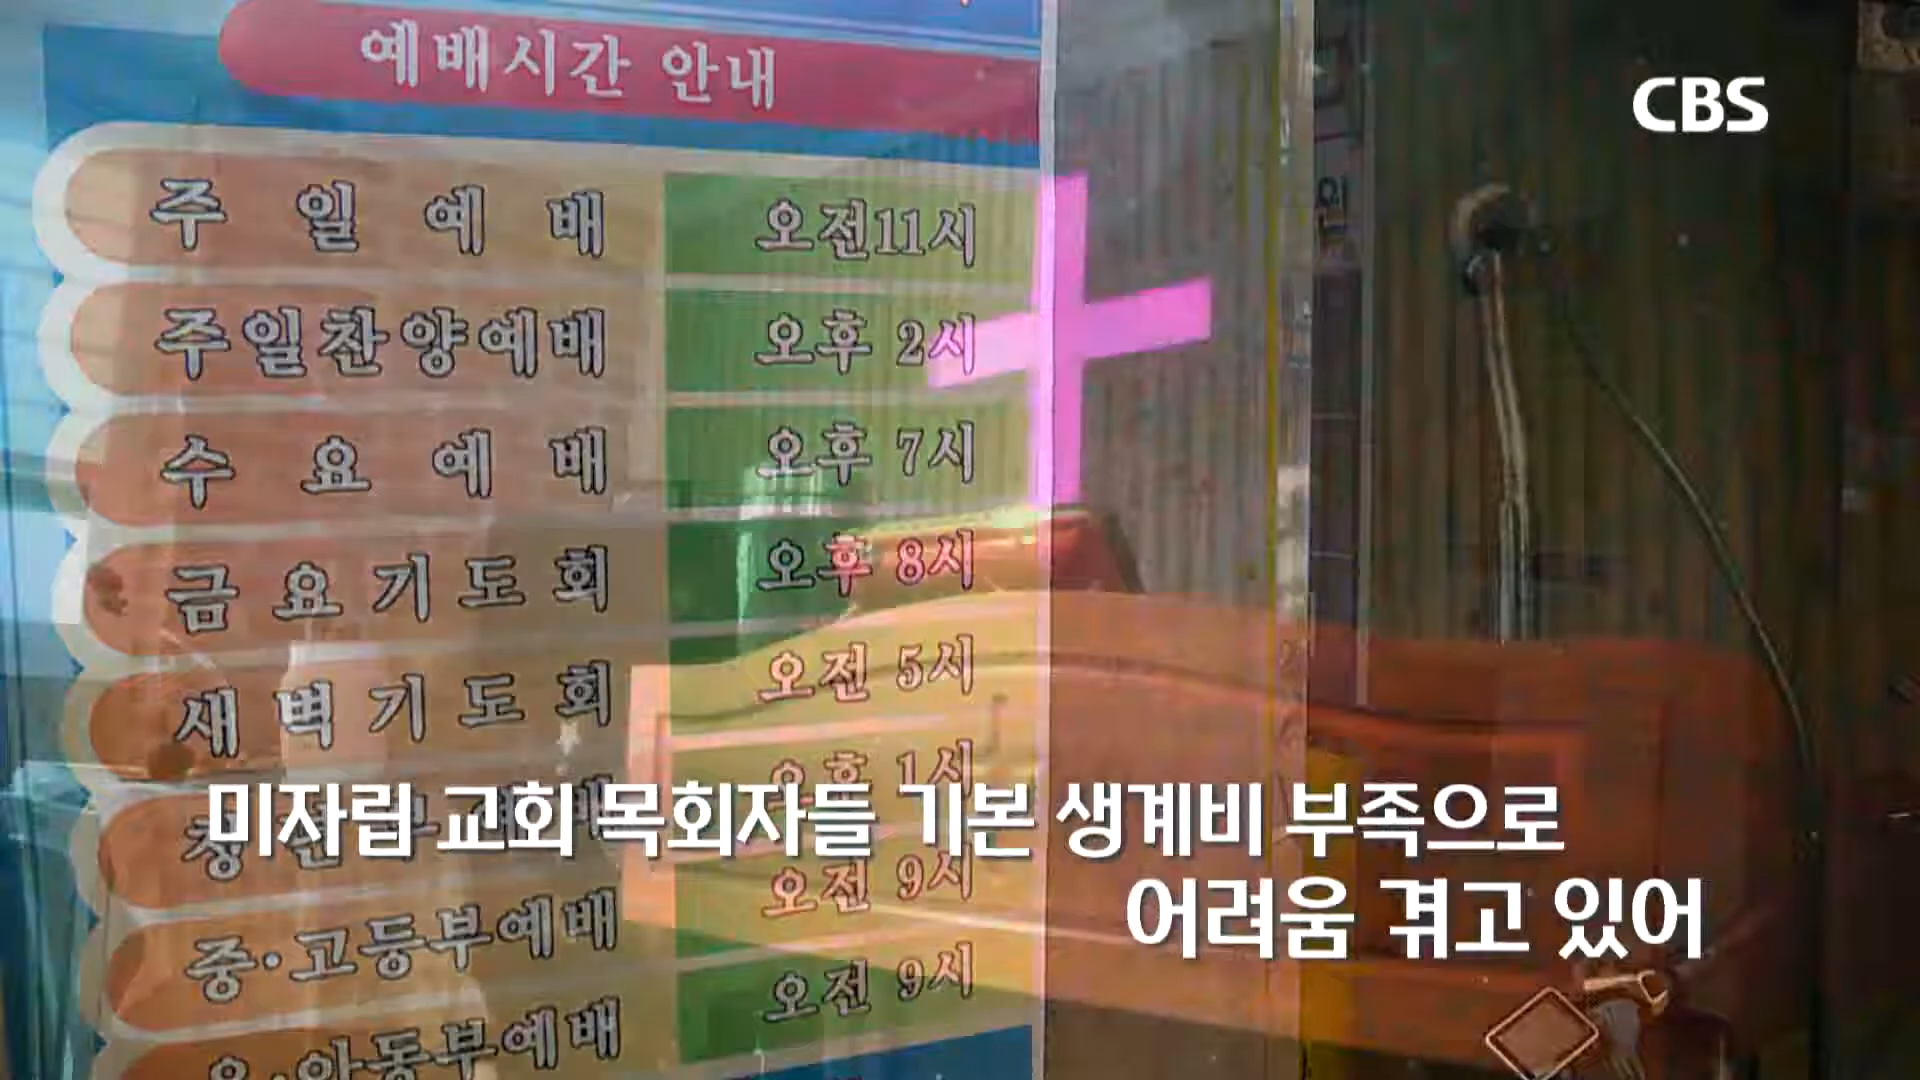 예배시간 안내
CBS
주일예배 오전11시
주일찬양예배 오후 2시
수요예배 오후 7시
금요기도회 오후 8시
새벽기도회 오전 5시
오후 1시
미자립 교회 목회자들 기본 생계비 부족으로
중·고등부예배 오전 9시
어려움 겪고 있어
오전 9시